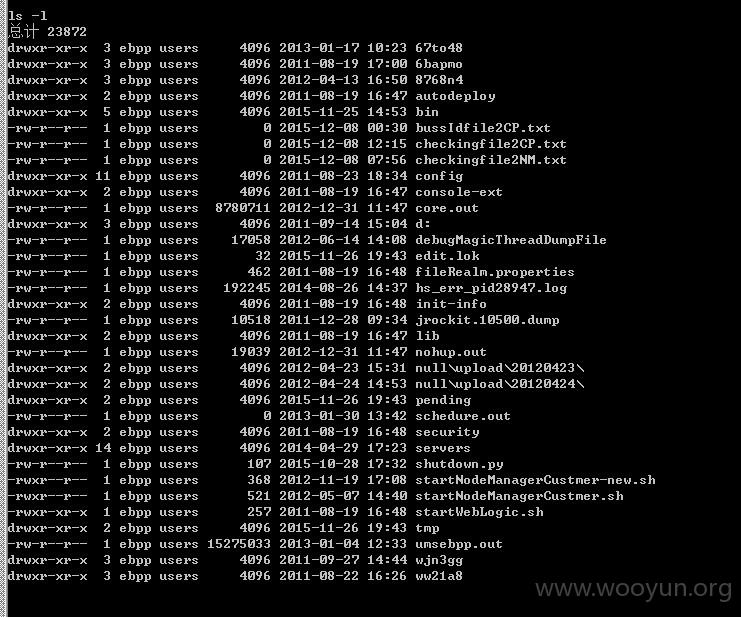 ls -l
总计 23872
drwxr-xr-x  3 ebpp users     4096 2013-01-17 10:23 67to48
drwxr-xr-x  3 ebpp users     4096 2011-08-19 17:00 6bapmo
drwxr-xr-x  3 ebpp users     4096 2012-04-13 16:50 8768n4
drwxr-xr-x  2 ebpp users     4096 2011-08-19 16:47 autodeploy
drwxr-xr-x  5 ebpp users     4096 2015-11-25 14:53 bin
-rw-r--r--  1 ebpp users        0 2015-12-08 00:30 bussIdfile2CP.txt
-rw-r--r--  1 ebpp users        0 2015-12-08 12:15 checkingfile2CP.txt
-rw-r--r--  1 ebpp users        0 2015-12-08 07:56 checkingfile2NM.txt
drwxr-xr-x 11 ebpp users     4096 2011-08-23 18:34 config
drwxr-xr-x  2 ebpp users     4096 2011-08-19 16:47 console-ext
-rw-r--r--  1 ebpp users  8780711 2012-12-31 11:47 core.out
drwxr-xr-x  3 ebpp users     4096 2011-09-14 15:04 d:
-rw-r--r--  1 ebpp users    17058 2012-06-14 14:08 debugMagicThreadDumpFile
-rw-r--r--  1 ebpp users       32 2015-11-26 19:43 edit.lok
-rw-r--r--  1 ebpp users      462 2011-08-19 16:48 fileRealm.properties
-rw-r--r--  1 ebpp users   192245 2014-08-26 14:37 hs_err_pid28947.log
drwxr-xr-x  2 ebpp users     4096 2011-08-19 16:48 init-info
-rw-r--r--  1 ebpp users    10518 2011-12-28 09:34 jrockit.10500.dump
drwxr-xr-x  2 ebpp users     4096 2011-08-19 16:47 lib
-rw-r--r--  1 ebpp users    19039 2012-12-31 11:47 nohup.out
drwxr-xr-x  2 ebpp users     4096 2012-04-23 15:31 null\upload\20120423\
drwxr-xr-x  2 ebpp users     4096 2012-04-24 14:53 null\upload\20120424\
drwxr-xr-x  2 ebpp users     4096 2015-11-26 19:43 pending
-rw-r--r--  1 ebpp users        0 2013-01-30 13:42 schedure.out
drwxr-xr-x  2 ebpp users     4096 2011-08-19 16:48 security
drwxr-xr-x 14 ebpp users     4096 2014-04-29 17:23 servers
-rw-r--r--  1 ebpp users      107 2015-10-28 17:32 shutdown.py
-rwxr--r--  1 ebpp users      368 2012-11-19 17:08 startNodeManagerCustmer-new.sh
-rwxr-xr-x  1 ebpp users      521 2012-05-07 14:40 startNodeManagerCustmer.sh
-rwxr-xr-x  1 ebpp users      257 2011-08-19 16:48 startWebLogic.sh
drwxr-xr-x  2 ebpp users     4096 2015-11-26 19:43 tmp
-rw-r--r--  1 ebpp users 15275033 2013-01-04 12:33 umsebpp.out
drwxr-xr-x  3 ebpp users     4096 2011-09-27 14:44 wjn3gg
drwxr-xr-x  3 ebpp users     4096 2011-08-22 16:26 ww21a8
www.wooyun.org